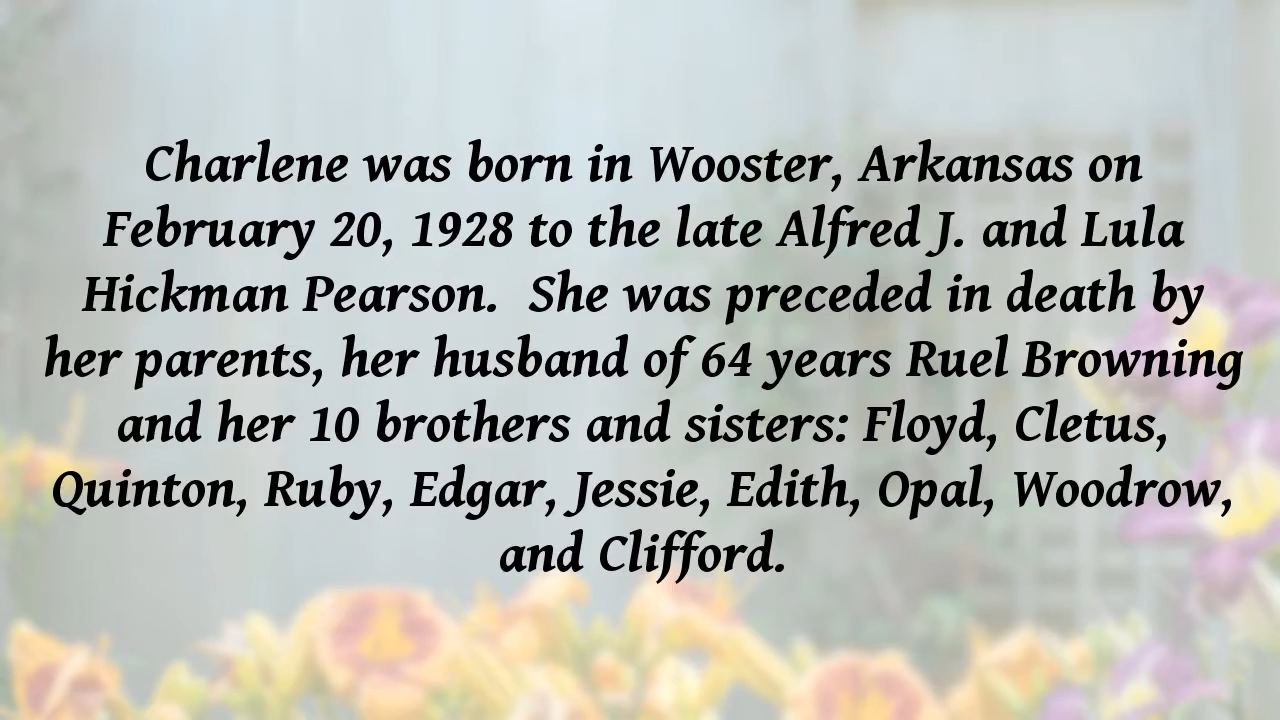 Charlene was born in Wooster, Arkansas on
February 20, 1928 to the late Alfred J. and Lula
Hickman Pearson.  She was preceded in death by
her parents, her husband of 64 years Ruel Browning
and her 10 brothers and sisters: Floyd, Cletus,
Quinton, Ruby, Edgar, Jessie, Edith, Opal, Woodrow,
and Clifford.